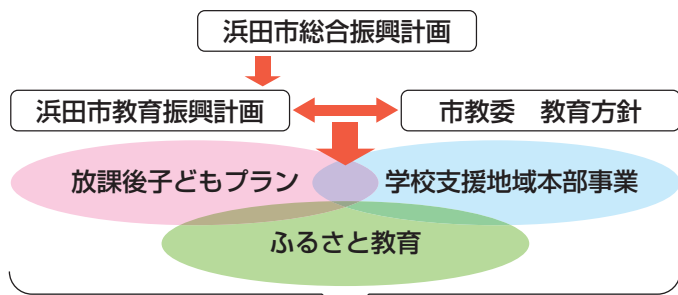 浜田市総合振興計画
浜田市教育振興計画
市教委　教育方針
放課後子どもプラン
学校支援地域本部事業
ふるさと教育